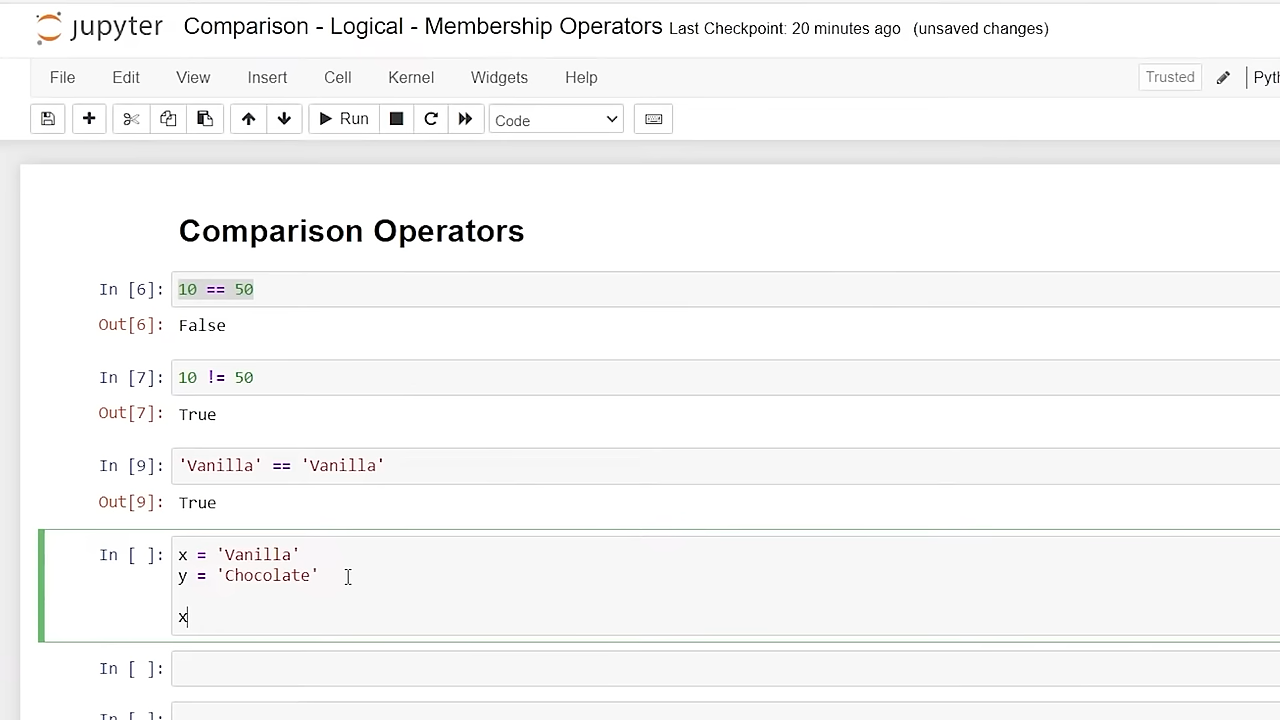 jupyter Comparison - Logical - Membership Operators Last Checkpoint: 20 minutes ago (unsaved changes)
File Edit View Insert Cell Kernel Widgets Help Trusted Pyth
Run Code
Comparison Operators
In [6]: 10 == 50
Out[6]: False
In [7]: 10 != 50
Out[7]: True
In [9]: 'Vanilla' == 'Vanilla'
Out[9]: True
In [ ]: x = 'Vanilla'
y = 'Chocolate'
x
In [ ]:
In [ ]: